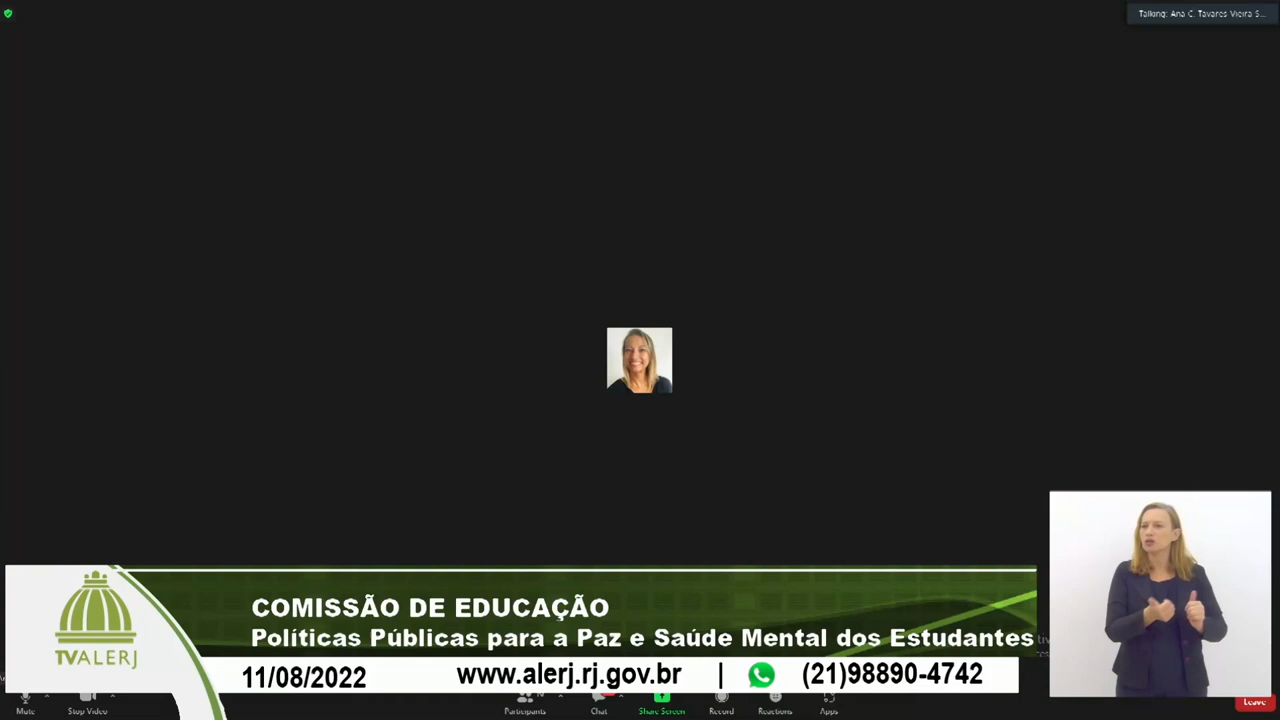 Talking: Ana C. Tavares Vieira S...
COMISSÃO DE EDUCAÇÃO
Políticas Públicas para a Paz e Saúde Mental dos Estudantes
TVALERJ
11/08/2022 www.alerj.rj.gov.br | (21)98890-4742
Mute Stop Video Participants Chat Share Screen Record Reactions Apps Leave